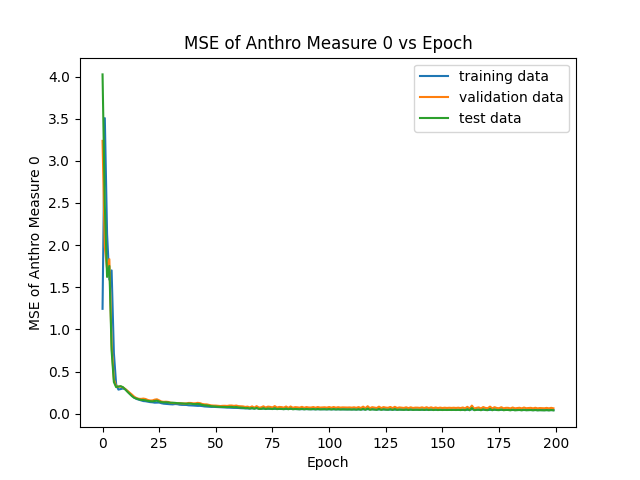 MSE of Anthro Measure 0 vs Epoch
training data
validation data
test data
MSE of Anthro Measure 0
4.0
3.5
3.0
2.5
2.0
1.5
1.0
0.5
0.0
0 25 50 75 100 125 150 175 200
Epoch